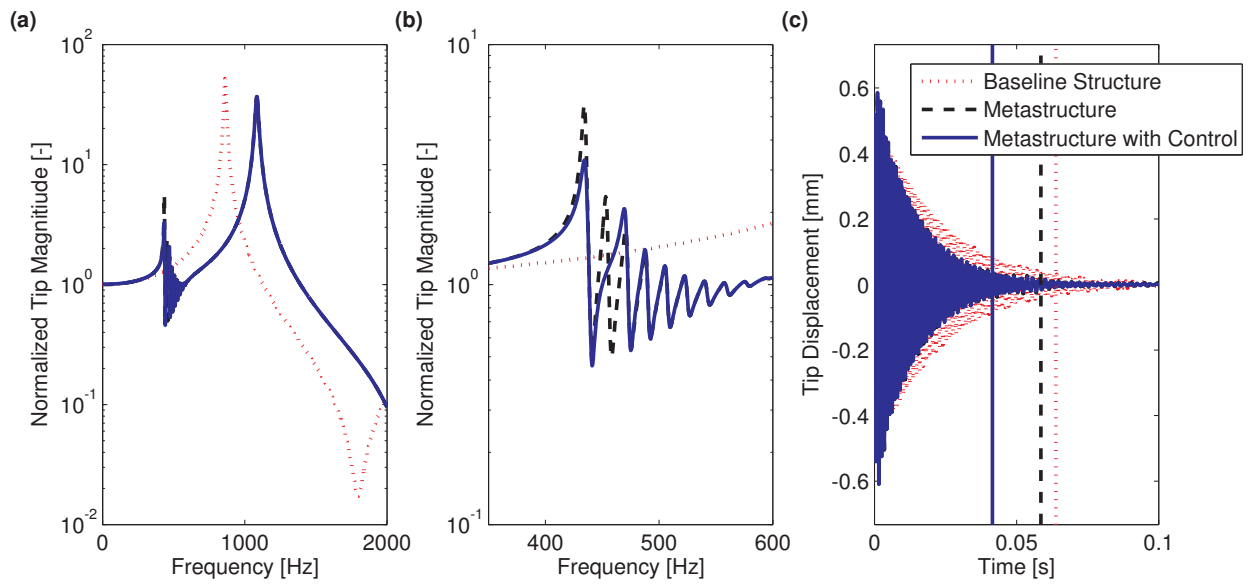 (a)
Normalized Tip Magnitiude [-]
10^2
10^1
10^0
10^-1
10^-2
0
1000
2000
Frequency [Hz]
(b)
Normalized Tip Magnitude [-]
10^1
10^0
10^-1
400
500
600
Frequency [Hz]
(c)
Tip Displacement [mm]
0.6
0.4
0.2
0
-0.2
-0.4
-0.6
0
0.05
0.1
Time [s]
Baseline Structure
Metastructure
Metastructure with Control